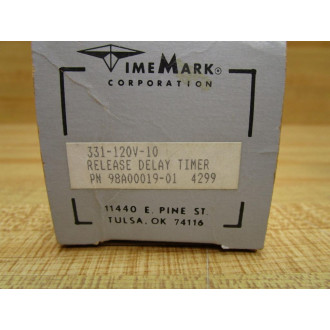 TIMEMARK®
CORPORATION
331-120V-10
RELEASE DELAY TIMER
PN 98A00019-01 4299
11440 E. PINE ST.
TULSA, OK 74116